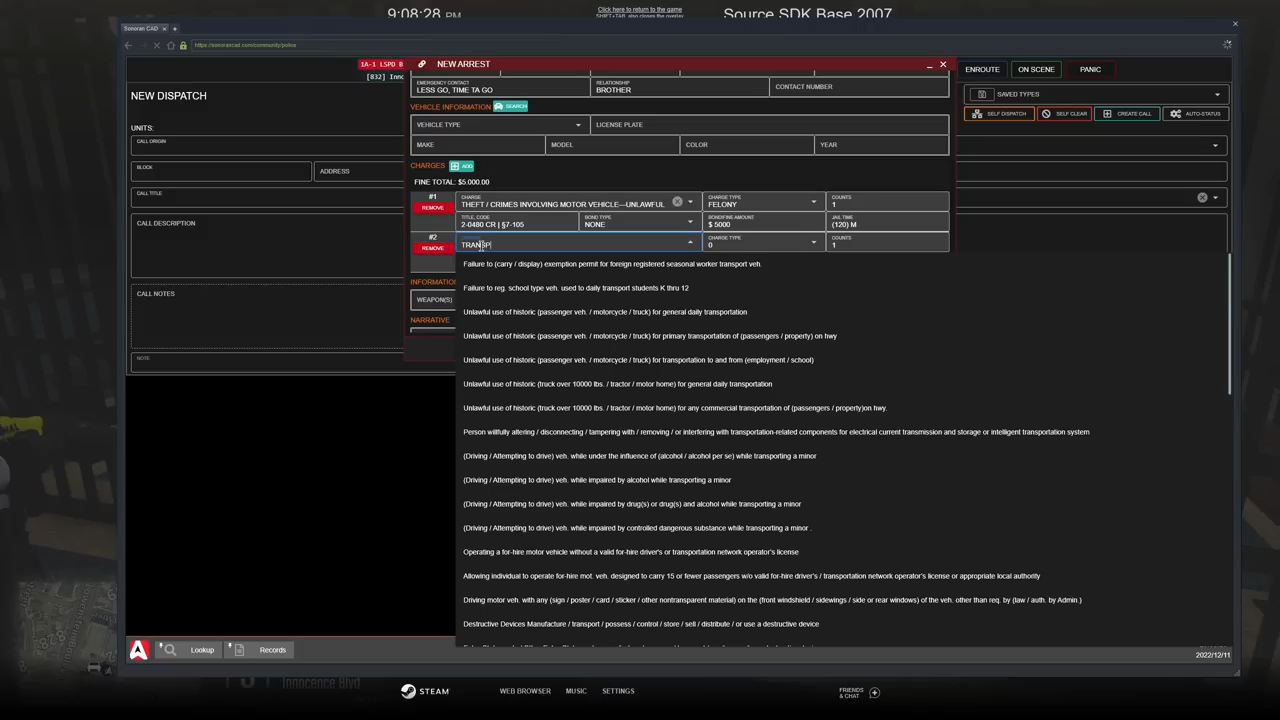 9:08:28 PM
Click here to return to the game
SHIFT+TAB also closes the overlay
Source SDK Base 2007
Sonoran CAD
https://sonorancad.com/community/police
1A-1 LSPD
[832]
NEW ARREST
ENROUTE
ON SCENE
PANIC
NEW DISPATCH
SAVED TYPES
SELF DISPATCH
SELF CLEAR
CREATE CALL
AUTO-STATUS
UNITS:
CALL ORIGIN
BLOCK
ADDRESS
CALL TITLE
CALL DESCRIPTION
CALL NOTES
NOTE
EMERGENCY CONTACT
LESS GO, TIME TA GO
RELATIONSHIP
BROTHER
CONTACT NUMBER
VEHICLE INFORMATION
SEARCH
VEHICLE TYPE
LICENSE PLATE
MAKE
MODEL
COLOR
YEAR
CHARGES
ADD
FINE TOTAL: $5,000.00
#1
REMOVE
CHARGE
THEFT / CRIMES INVOLVING MOTOR VEHICLE—UNLAWFUL
CHARGE TYPE
FELONY
COUNTS
1
TITLE, CODE
2-0480 CR | §7-105
BOND TYPE
NONE
BOND/FINE AMOUNT
$ 5000
JAIL TIME
(120) M
#2
REMOVE
TRANSP
CHARGE TYPE
0
COUNTS
1
INFORMATION
WEAPON(S)
NARRATIVE
Failure to (carry / display) exemption permit for foreign registered seasonal worker transport veh.
Failure to reg. school type veh. used to daily transport students K thru 12
Unlawful use of historic (passenger veh. / motorcycle / truck) for general daily transportation
Unlawful use of historic (passenger veh. / motorcycle / truck) for primary transportation of (passengers / property) on hwy
Unlawful use of historic (passenger veh. / motorcycle / truck) for transportation to and from (employment / school)
Unlawful use of historic (truck over 10000 lbs. / tractor / motor home) for general daily transportation
Unlawful use of historic (truck over 10000 lbs. / tractor / motor home) for any commercial transportation of (passengers / property)on hwy.
Person willfully altering / disconnecting / tampering with / removing / or interfering with transportation-related components for electrical current transmission and storage or intelligent transportation system
(Driving / Attempting to drive) veh. while under the influence of (alcohol / alcohol per se) while transporting a minor
(Driving / Attempting to drive) veh. while impaired by alcohol while transporting a minor
(Driving / Attempting to drive) veh. while impaired by drug(s) or drug(s) and alcohol while transporting a minor
(Driving / Attempting to drive) veh. while impaired by controlled dangerous substance while transporting a minor .
Operating a for-hire motor vehicle without a valid for-hire driver's or transportation network operator's license
Allowing individual to operate for-hire mot. veh. designed to carry 15 or fewer passengers w/o valid for-hire driver's / transportation network operator's license or appropriate local authority
Driving motor veh. with any (sign / poster / card / sticker / other nontransparent material) on the (front windshield / sidewings / side or rear windows) of the veh. other than req. by (law / auth. by Admin.)
Destructive Devices Manufacture / transport / possess / control / store / sell / distribute / or use a destructive device
Lookup
Records
2022/12/11
Innocence Blvd
STEAM
WEB BROWSER
MUSIC
SETTINGS
FRIENDS
& CHAT